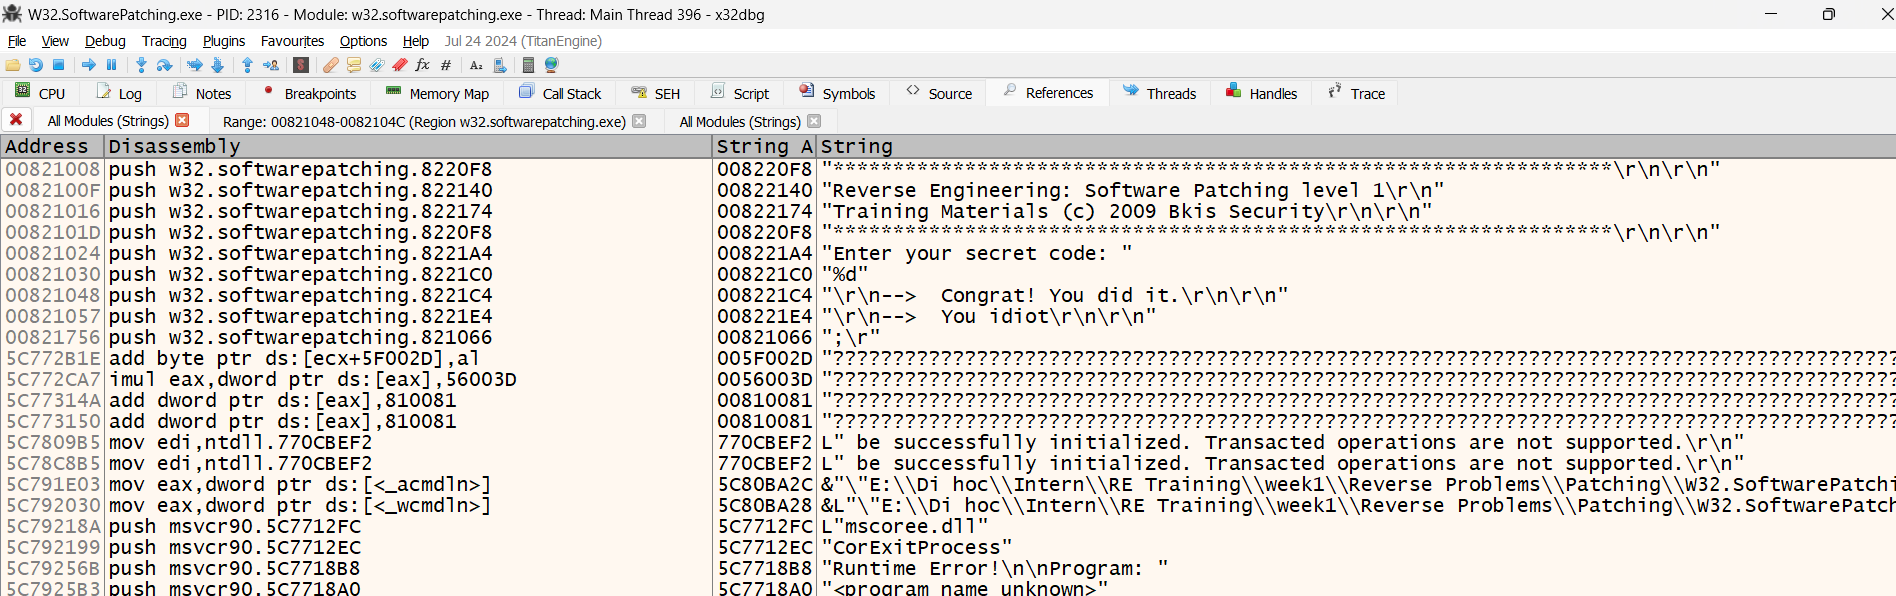 W32.SoftwarePatching.exe - PID: 2316 - Module: w32.softwarepatching.exe - Thread: Main Thread 396 - x32dbg
File View Debug Tracing Plugins Favourites Options Help Jul 24 2024 (TitanEngine)
CPU Log Notes Breakpoints Memory Map Call Stack SEH Script Symbols Source References Threads Handles Trace
All Modules (Strings) Range: 00821048-0082104C (Region w32.softwarepatching.exe) All Modules (Strings)
Address Disassembly String A String
00821008 push w32.softwarepatching.8220F8 008220F8 "*****************************************************************\r\n\r\n"
0082100F push w32.softwarepatching.822140 00822140 "Reverse Engineering: Software Patching level 1\r\n"
00821016 push w32.softwarepatching.822174 00822174 "Training Materials (c) 2009 Bkis Security\r\n\r\n"
0082101D push w32.softwarepatching.8220F8 008220F8 "*****************************************************************\r\n\r\n"
00821024 push w32.softwarepatching.8221A4 008221A4 "Enter your secret code: "
00821030 push w32.softwarepatching.8221C0 008221C0 "%d"
00821048 push w32.softwarepatching.8221C4 008221C4 "\r\n-->  Congrat! You did it.\r\n\r\n"
00821057 push w32.softwarepatching.8221E4 008221E4 "\r\n-->  You idiot\r\n\r\n"
00821756 push w32.softwarepatching.821066 00821066 ";\r"
5C772B1E add byte ptr ds:[ecx+5F002D],al 005F002D "?????????????????????????????????????????????????????????????????????????????????????????
5C772CA7 imul eax,dword ptr ds:[eax],56003D 0056003D "?????????????????????????????????????????????????????????????????????????????????????????
5C77314A add dword ptr ds:[eax],810081 00810081 "?????????????????????????????????????????????????????????????????????????????????????????
5C773150 add dword ptr ds:[eax],810081 00810081 "?????????????????????????????????????????????????????????????????????????????????????????
5C7809B5 mov edi,ntdll.770CBEF2 770CBEF2 L" be successfully initialized. Transacted operations are not supported.\r\n"
5C78C8B5 mov edi,ntdll.770CBEF2 770CBEF2 L" be successfully initialized. Transacted operations are not supported.\r\n"
5C791E03 mov eax,dword ptr ds:[<_acmdln>] 5C80BA2C &"\"E:\\Di hoc\\Intern\\RE Training\\week1\\Reverse Problems\\Patching\\W32.SoftwarePatchi
5C792030 mov eax,dword ptr ds:[<_wcmdln>] 5C80BA28 &L"\"E:\\Di hoc\\Intern\\RE Training\\week1\\Reverse Problems\\Patching\\W32.SoftwarePatch
5C79218A push msvcr90.5C7712FC 5C7712FC L"mscoree.dll"
5C792199 push msvcr90.5C7712EC 5C7712EC "CorExitProcess"
5C79256B push msvcr90.5C7718B8 5C7718B8 "Runtime Error!\n\nProgram: "
5C7925B3 push msvcr90.5C7718A0 5C7718A0 "<program name unknown>"